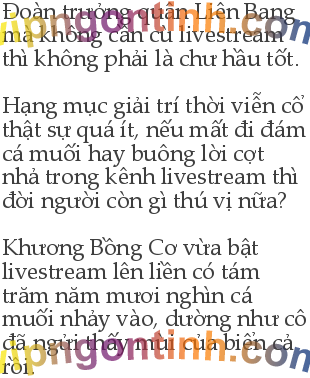 Đoàn trưởng quân Liên Bang
mà không cắn cu livestream
thì không phải là chư hầu tốt.
Hạng mục giải trí thời viễn cổ
thật sự quá ít, nếu mất đi đám
cá muối hay buông lời cợt
nhả trong kênh livestream thì
đời người còn gì thú vị nữa?
Khương Bồng Cơ vừa bật
livestream lên liền có tám
trăm năm mươi nghìn cá
muối nhảy vào, dường như cô
đã ngửi thấy mùi của biển cả
rồi.